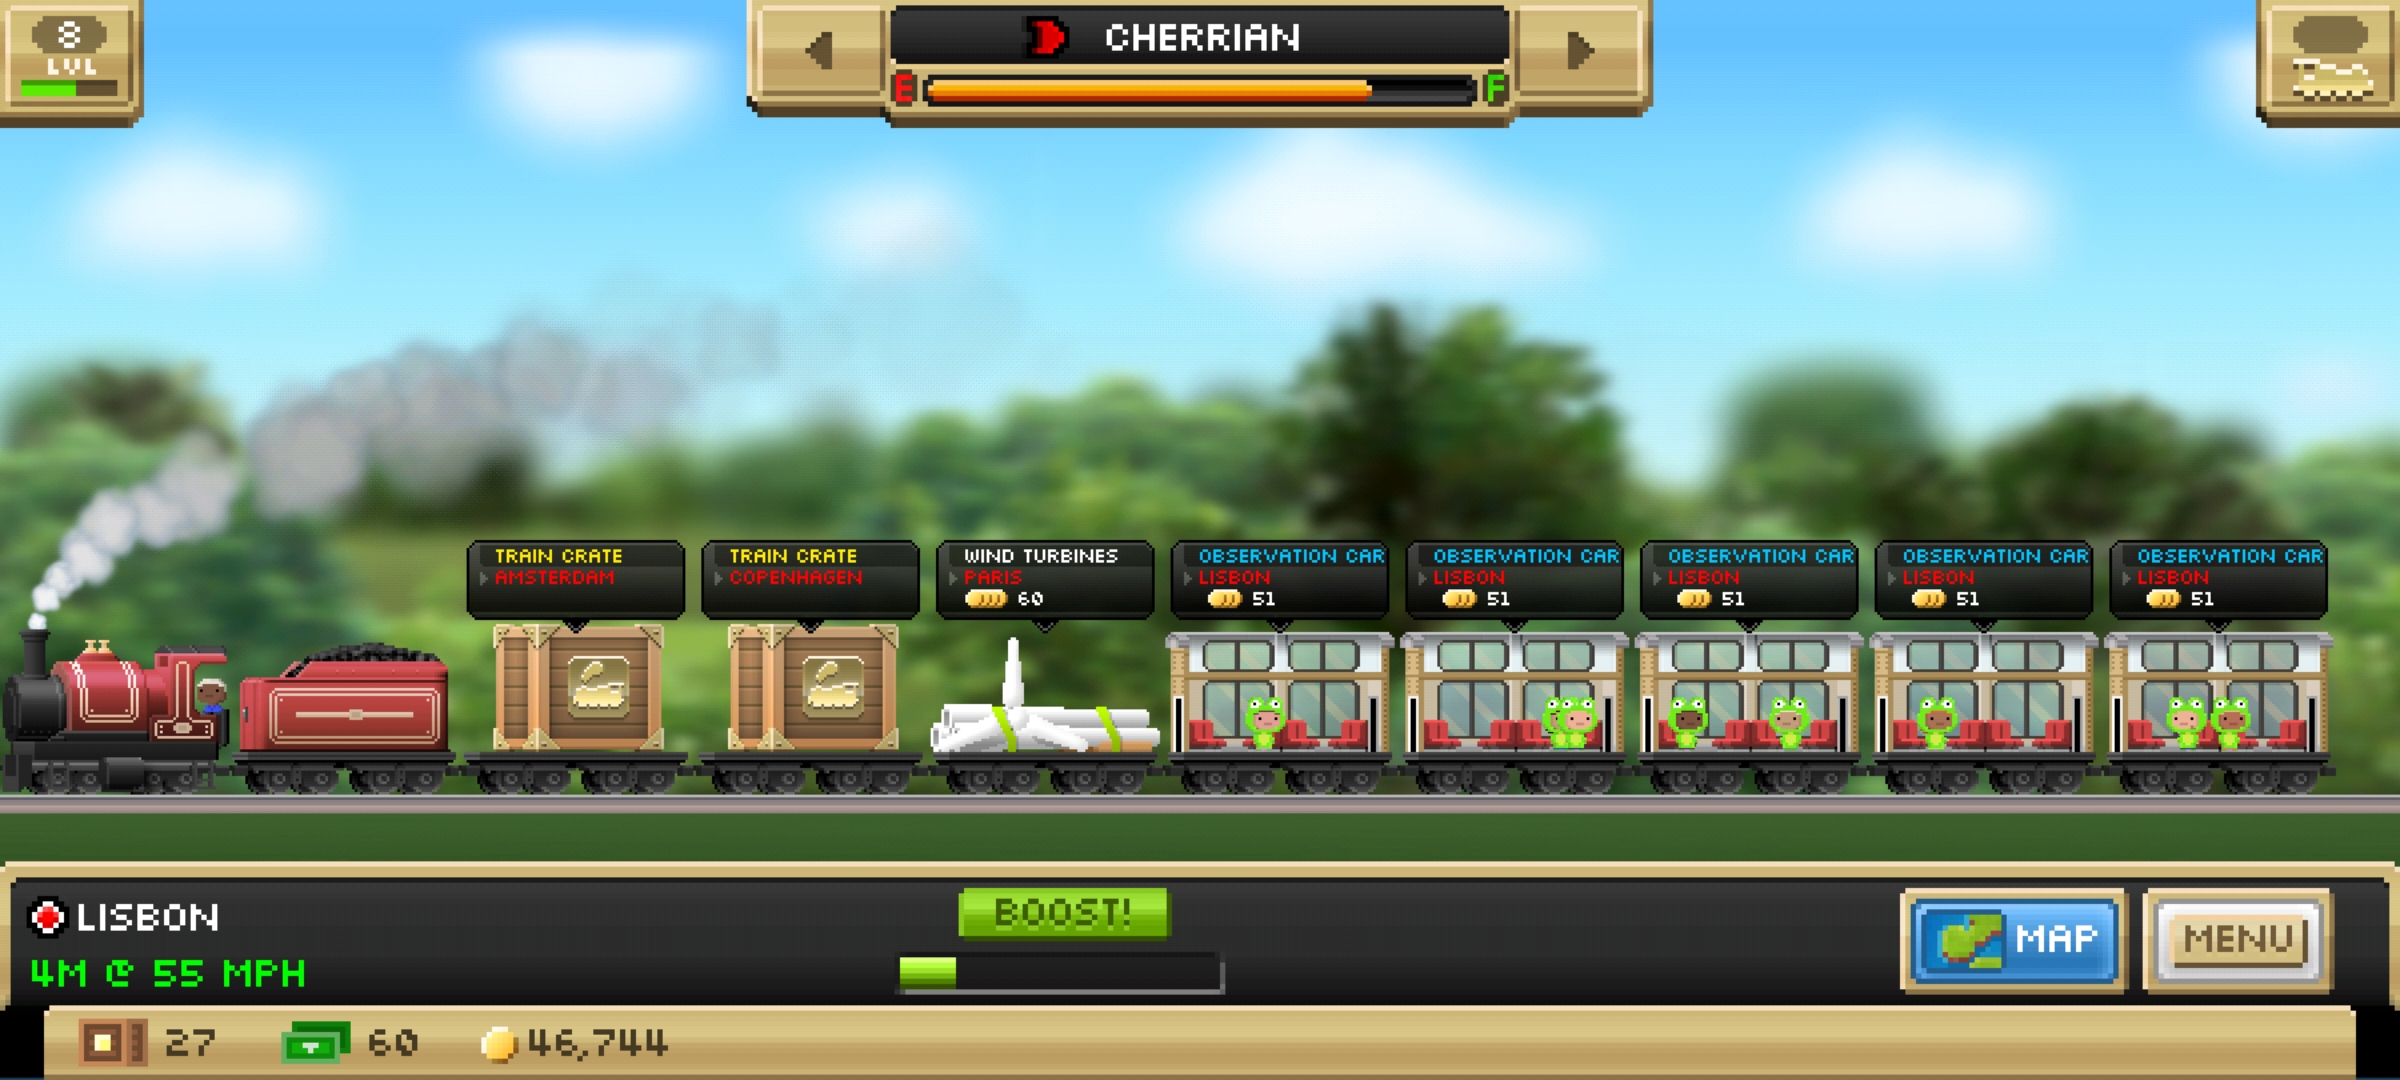 8
LVL
CHERRIAN
E
F
TRAIN CRATE
AMSTERDAM
TRAIN CRATE
COPENHAGEN
WIND TURBINES
PARIS
60
OBSERVATION CAR
LISBON
51
OBSERVATION CAR
LISBON
51
OBSERVATION CAR
LISBON
51
OBSERVATION CAR
LISBON
51
OBSERVATION CAR
LISBON
51
LISBON
4M @ 55 MPH
BOOST!
MAP
MENU
27
60
46,744